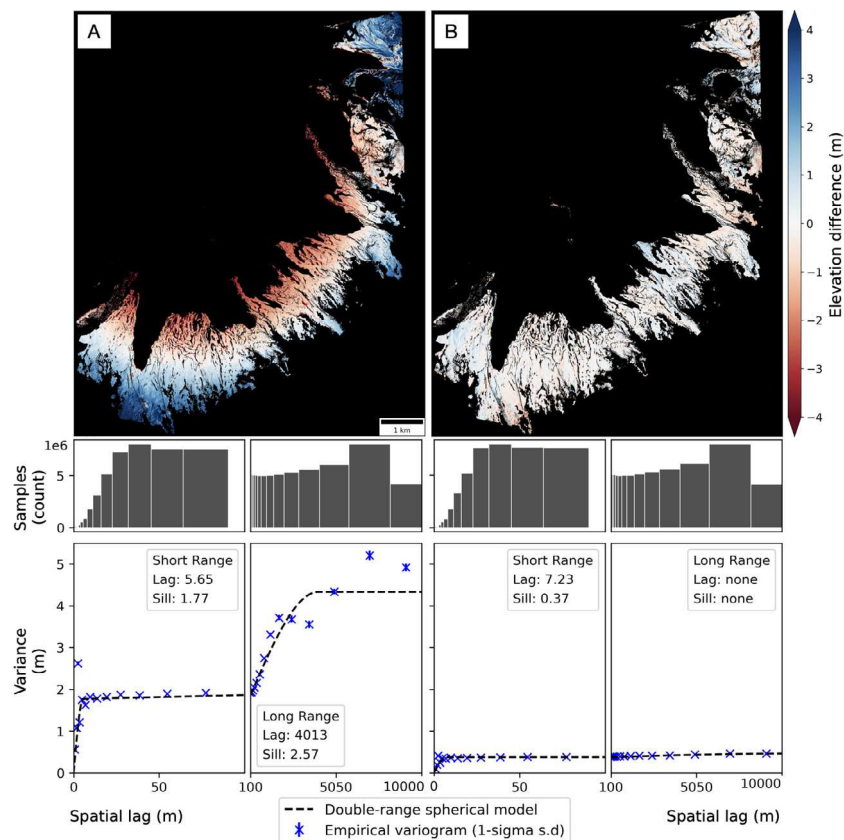 A
B
4
3
2
1
0
−1
−2
−3
−4
Elevation difference (m)
1 km
1e6
5
0
Samples
(count)
5
4
3
2
1
0
Variance
(m)
Short Range
Lag: 5.65
Sill: 1.77
Long Range
Lag: 4013
Sill: 2.57
Short Range
Lag: 7.23
Sill: 0.37
Long Range
Lag: none
Sill: none
0 50 100 5050 10000 0 50 100 5050 10000
Spatial lag (m)
Spatial lag (m)
Double-range spherical model
Empirical variogram (1-sigma s.d)